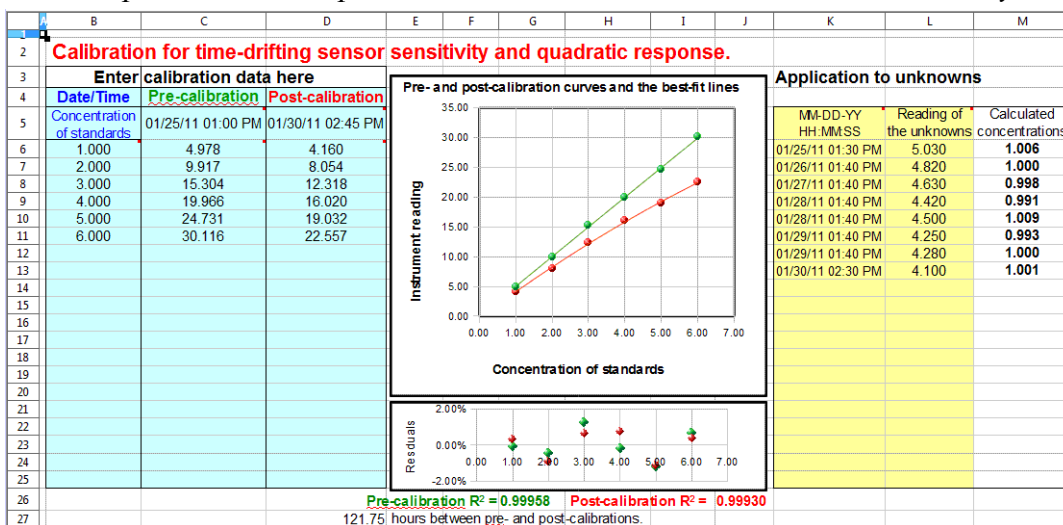 A B C D E F G H I J K L M
1
2 Calibration for time-drifting sensor sensitivity and quadratic response.
3 Enter calibration data here Application to unknowns
4 Date/Time Pre-calibration Post-calibration
5 Concentration of standards 01/25/11 01:00 PM 01/30/11 02:45 PM MM-DD-YY HH:MM:SS Reading of the unknowns Calculated concentrations
6 1.000 4.978 4.160 01/25/11 01:30 PM 5.030 1.006
7 2.000 9.917 8.054 01/26/11 01:40 PM 4.820 1.000
8 3.000 15.304 12.318 01/27/11 01:40 PM 4.630 0.998
9 4.000 19.966 16.020 01/28/11 01:40 PM 4.420 0.991
10 5.000 24.731 19.032 01/28/11 01:40 PM 4.500 1.009
11 6.000 30.116 22.557 01/29/11 01:40 PM 4.250 0.993
12 01/29/11 01:40 PM 4.280 1.000
13 01/30/11 02:30 PM 4.100 1.001
14
15
16
17
18
19
20
21
22
23
24
25
Pre- and post-calibration curves and the best-fit lines
35.00
30.00
25.00
20.00
15.00
10.00
5.00
0.00
Instrument reading
0.00 1.00 2.00 3.00 4.00 5.00 6.00 7.00
Concentration of standards
2.00%
0.00%
-2.00%
Resduals
0.00 1.00 2.00 3.00 4.00 5.00 6.00 7.00
26 Pre-calibration R² = 0.99958 Post-calibration R² = 0.99930
27 121.75 hours between pre- and post-calibrations.